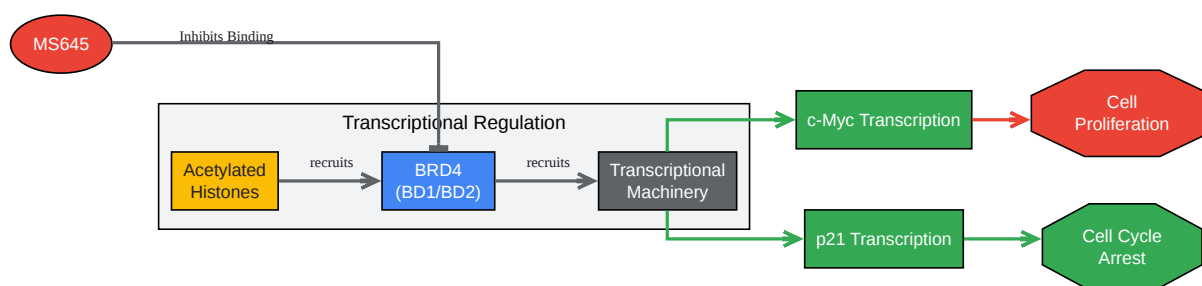 MS645
Inhibits Binding
Transcriptional Regulation
Acetylated
Histones
recruits
BRD4
(BD1/BD2)
recruits
Transcriptional
Machinery
c-Myc Transcription
Cell
Proliferation
p21 Transcription
Cell Cycle
Arrest